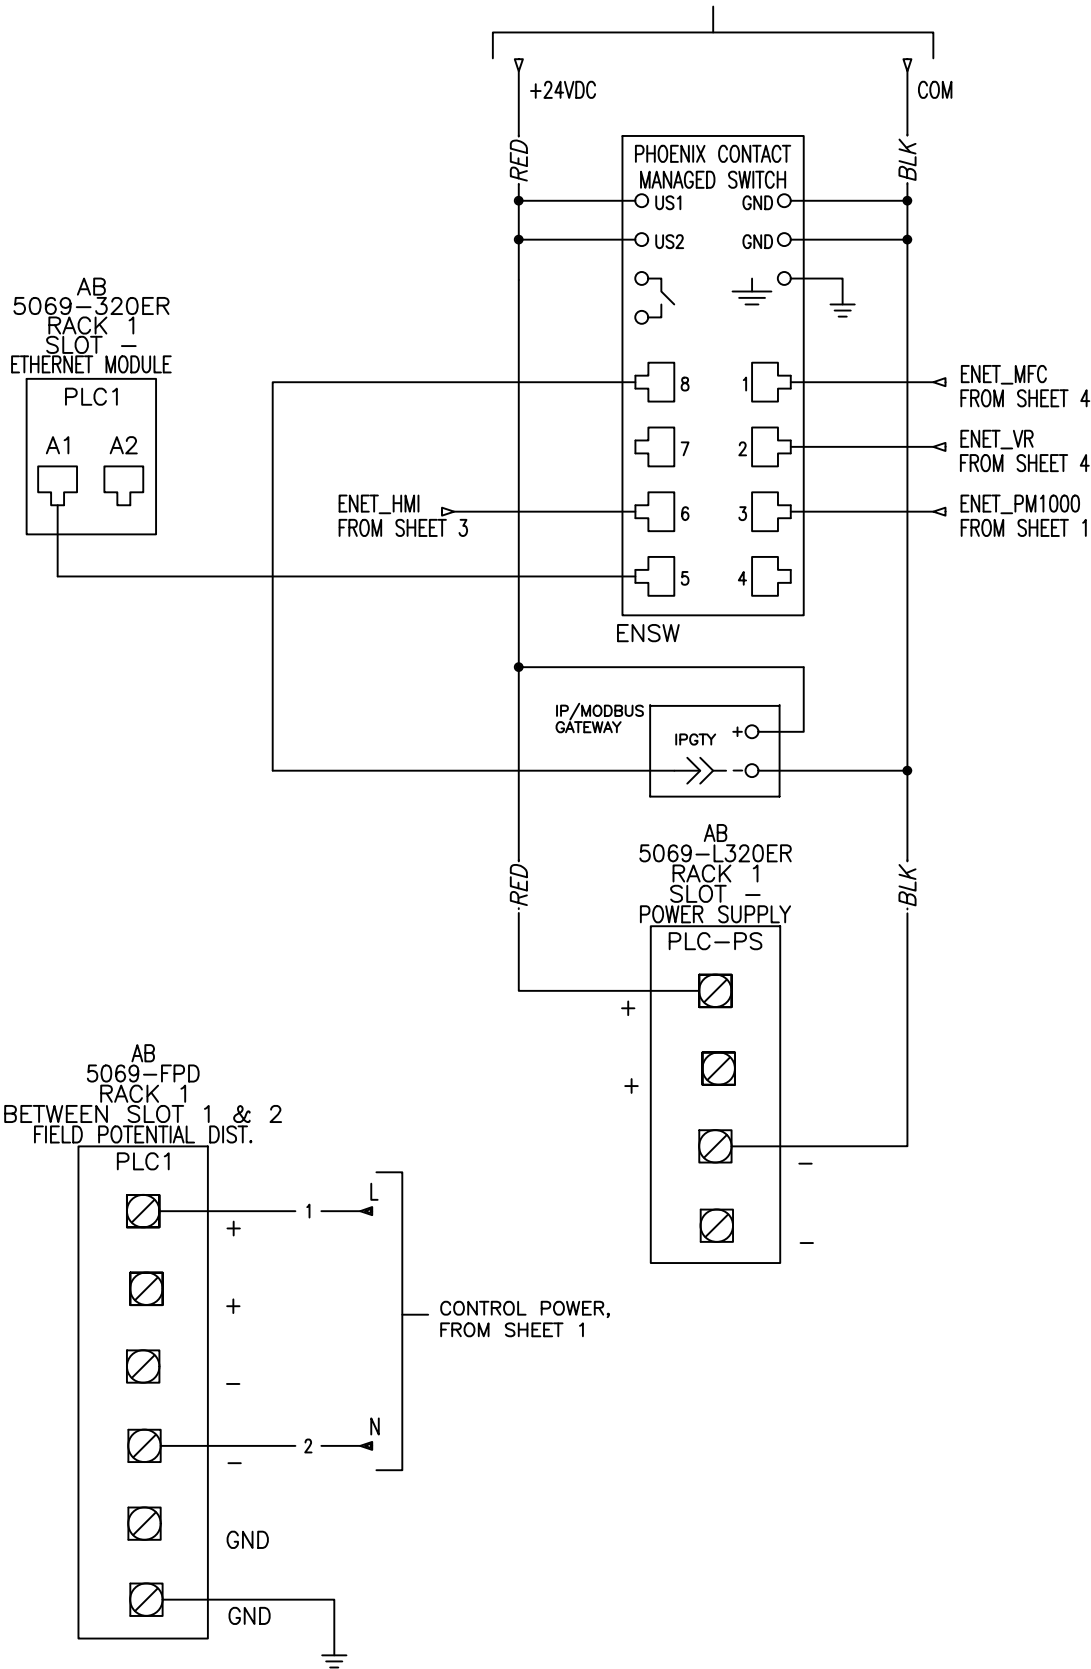 +24VDC
COM
RED
BLK
PHOENIX CONTACT
MANAGED SWITCH
US1
GND
US2
GND
AB
5069-320ER
RACK 1
SLOT -
ETHERNET MODULE
PLC1
A1
A2
8
1
ENET_MFC
FROM SHEET 4
7
2
ENET_VR
FROM SHEET 4
ENET_HMI
FROM SHEET 3
6
3
ENET_PM1000
FROM SHEET 1
5
4
ENSW
IP/MODBUS
GATEWAY
IPGTY
+
-
RED
BLK
AB
5069-L320ER
RACK 1
SLOT -
POWER SUPPLY
PLC-PS
+
+
-
-
AB
5069-FPD
RACK 1
BETWEEN SLOT 1 & 2
FIELD POTENTIAL DIST.
PLC1
1
L
+
+
CONTROL POWER,
FROM SHEET 1
-
2
N
-
GND
GND